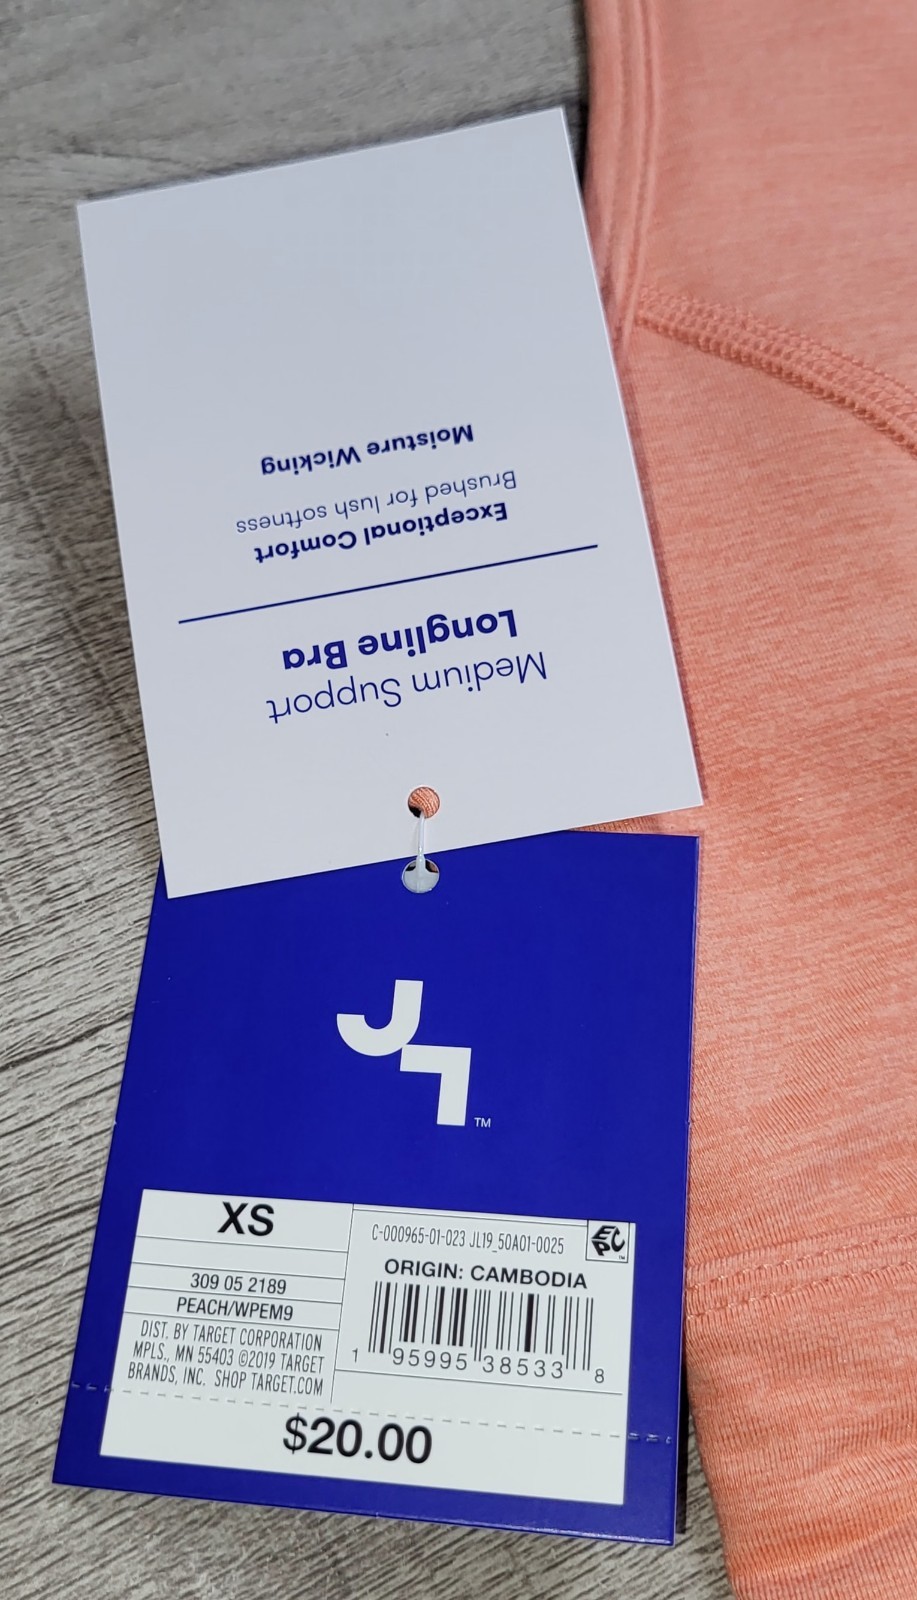 Medium Support
Longline Bra
Exceptional Comfort
Brushed for lush softness
Moisture Wicking
JL
TM
XS
309 05 2189
PEACH/WPEM9
DIST. BY TARGET CORPORATION
MPLS., MN 55403 ©2019 TARGET
BRANDS, INC. SHOP TARGET.COM
C-000965-01-023 JL19_50A01-0025
EPC
ORIGIN: CAMBODIA
1 95995 38533 8
$20.00